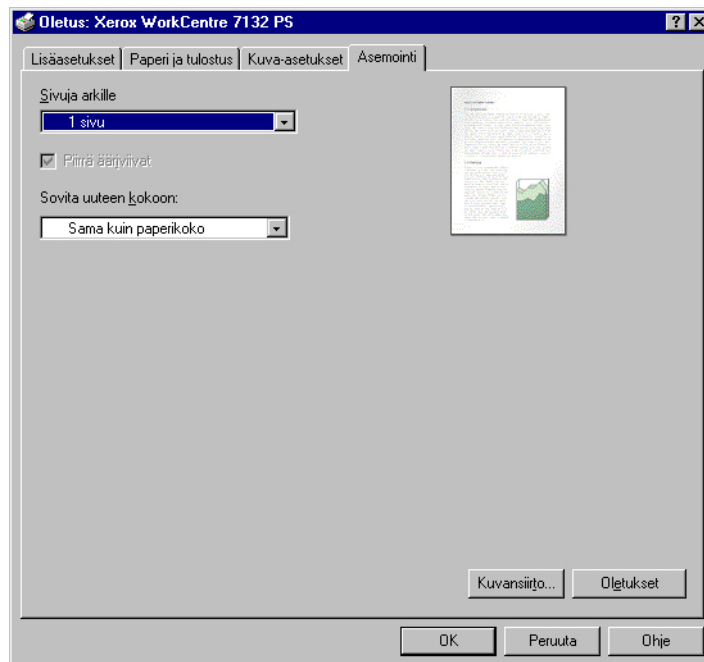 Oletus: Xerox WorkCentre 7132 PS
Lisäasetukset Paperi ja tulostus Kuva-asetukset Asemointi
Sivuja arkille
1 sivu
Piirrä ääriviivat
Sovita uuteen kokoon:
Sama kuin paperikoko
Kuvansiirto... Oletukset
OK Peruuta Ohje